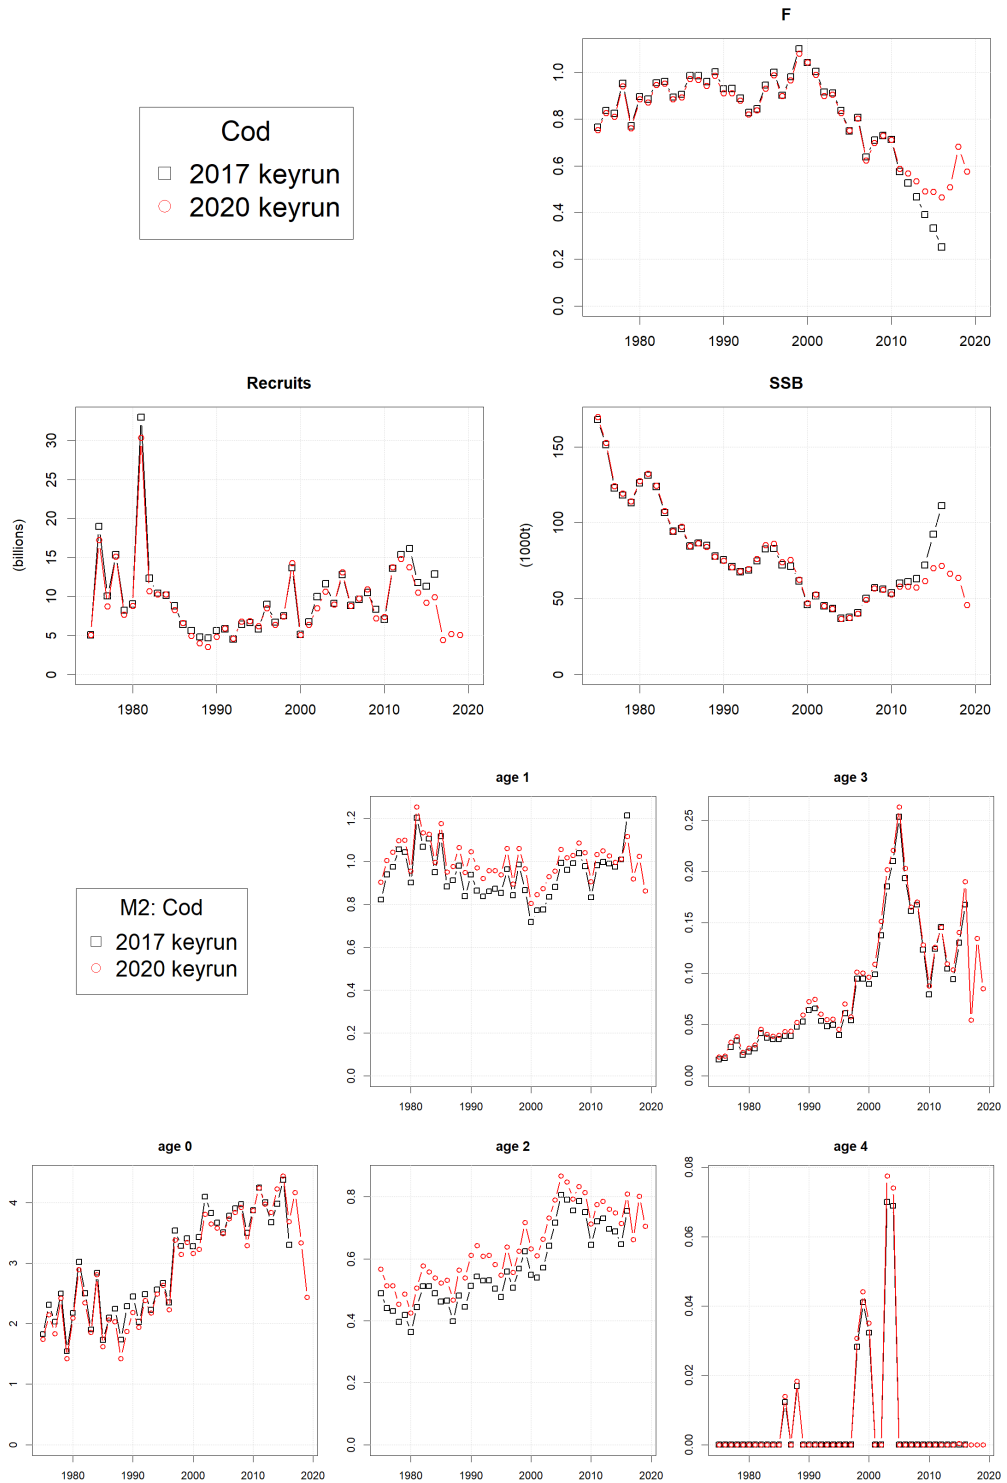 F
Cod
2017 keyrun
2020 keyrun
0.0 0.2 0.4 0.6 0.8 1.0
1980 1990 2000 2010 2020
Recruits
(billions)
0 5 10 15 20 25 30
1980 1990 2000 2010 2020
SSB
(1000t)
0 50 100 150
1980 1990 2000 2010 2020
M2: Cod
2017 keyrun
2020 keyrun
age 1
0.0 0.2 0.4 0.6 0.8 1.0 1.2
1980 1990 2000 2010 2020
age 3
0.00 0.05 0.10 0.15 0.20 0.25
1980 1990 2000 2010 2020
age 0
0 1 2 3 4
1980 1990 2000 2010 2020
age 2
0.0 0.2 0.4 0.6 0.8
1980 1990 2000 2010 2020
age 4
0.00 0.02 0.04 0.06 0.08
1980 1990 2000 2010 2020